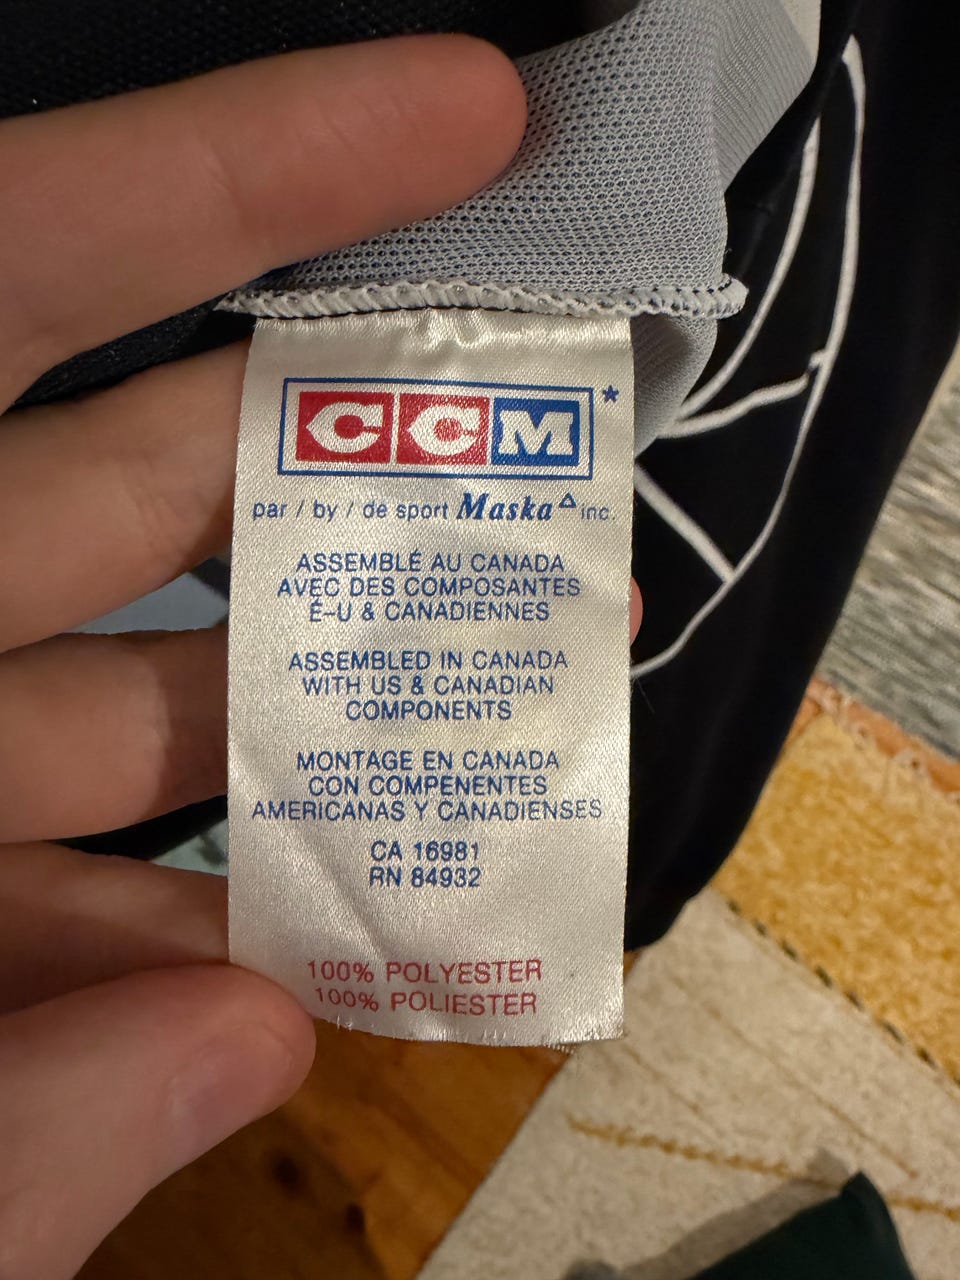 CCM*
par / by / de sport Maska△ inc.
ASSEMBLÉ AU CANADA
AVEC DES COMPOSANTES
É-U & CANADIENNES
ASSEMBLED IN CANADA
WITH US & CANADIAN
COMPONENTS
MONTAGE EN CANADA
CON COMPENENTES
AMERICANAS Y CANADIENSES
CA 16981
RN 84932
100% POLYESTER
100% POLIESTER